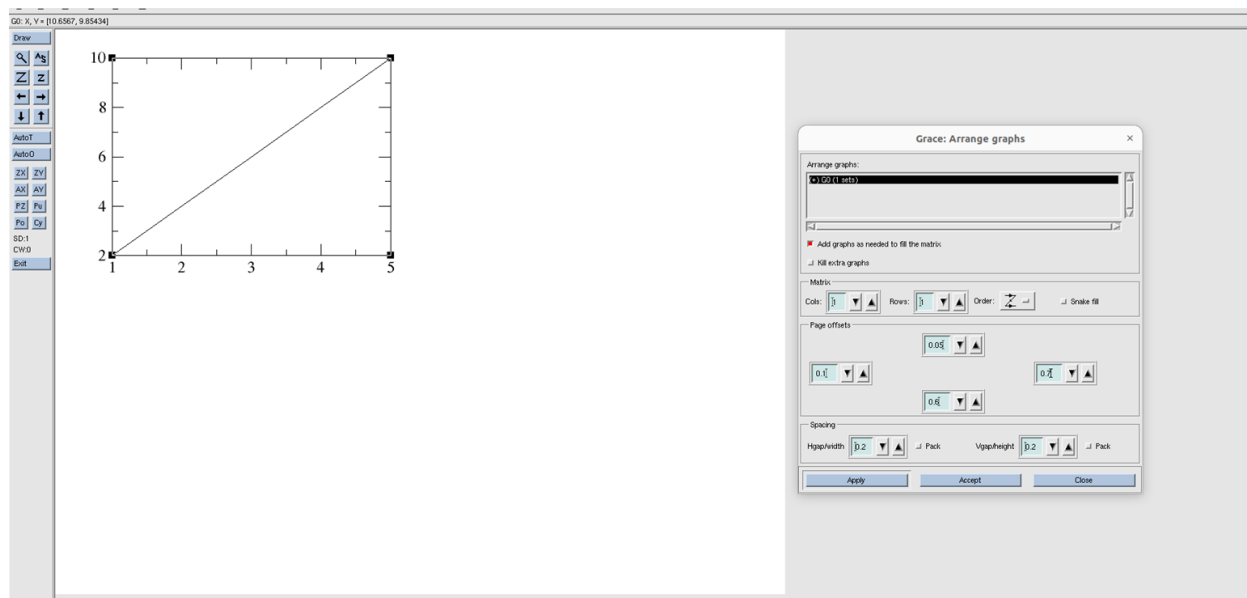 G0: X, Y = [10.6567, 9.85434]
Draw
A S
Z z
AutoT
AutoO
ZX ZY
AX AY
PZ Pu
Po Cy
SD:1
CW:0
Exit
10
8
6
4
2
1 2 3 4 5
Grace: Arrange graphs
Arrange graphs:
(+) G0 (1 sets)
Add graphs as needed to fill the matrix
Kill extra graphs
Matrix
Cols: 1 Rows: 1 Order: Snake fill
Page offsets
0.05
0.1 0.7
0.6
Spacing
Hgap/width 0.2 Pack Vgap/height 0.2 Pack
Apply Accept Close